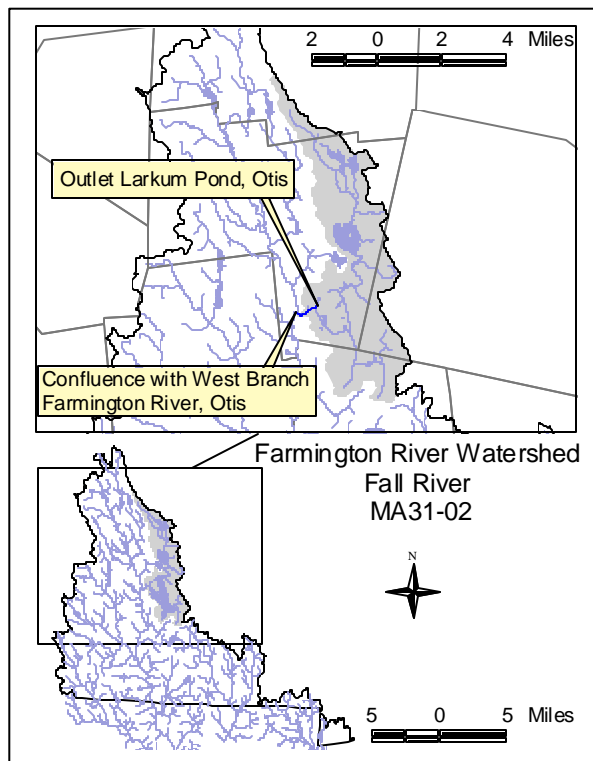 2 0 2 4 Miles
Outlet Larkum Pond, Otis
Confluence with West Branch
Farmington River, Otis
Farmington River Watershed
Fall River
MA31-02
N
5 0 5 Miles